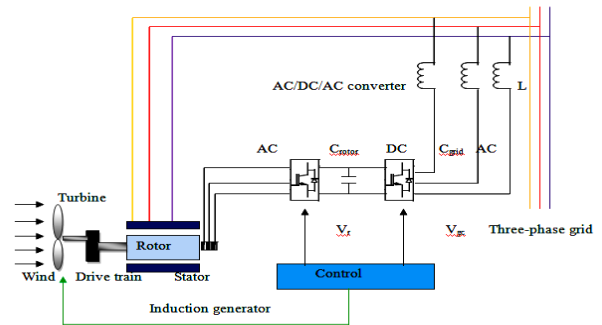 AC/DC/AC converter
L
AC
Crotor
DC
Cgrid
AC
Turbine
Vr
Vgc
Three-phase grid
Rotor
Wind
Drive train
Stator
Control
Induction generator